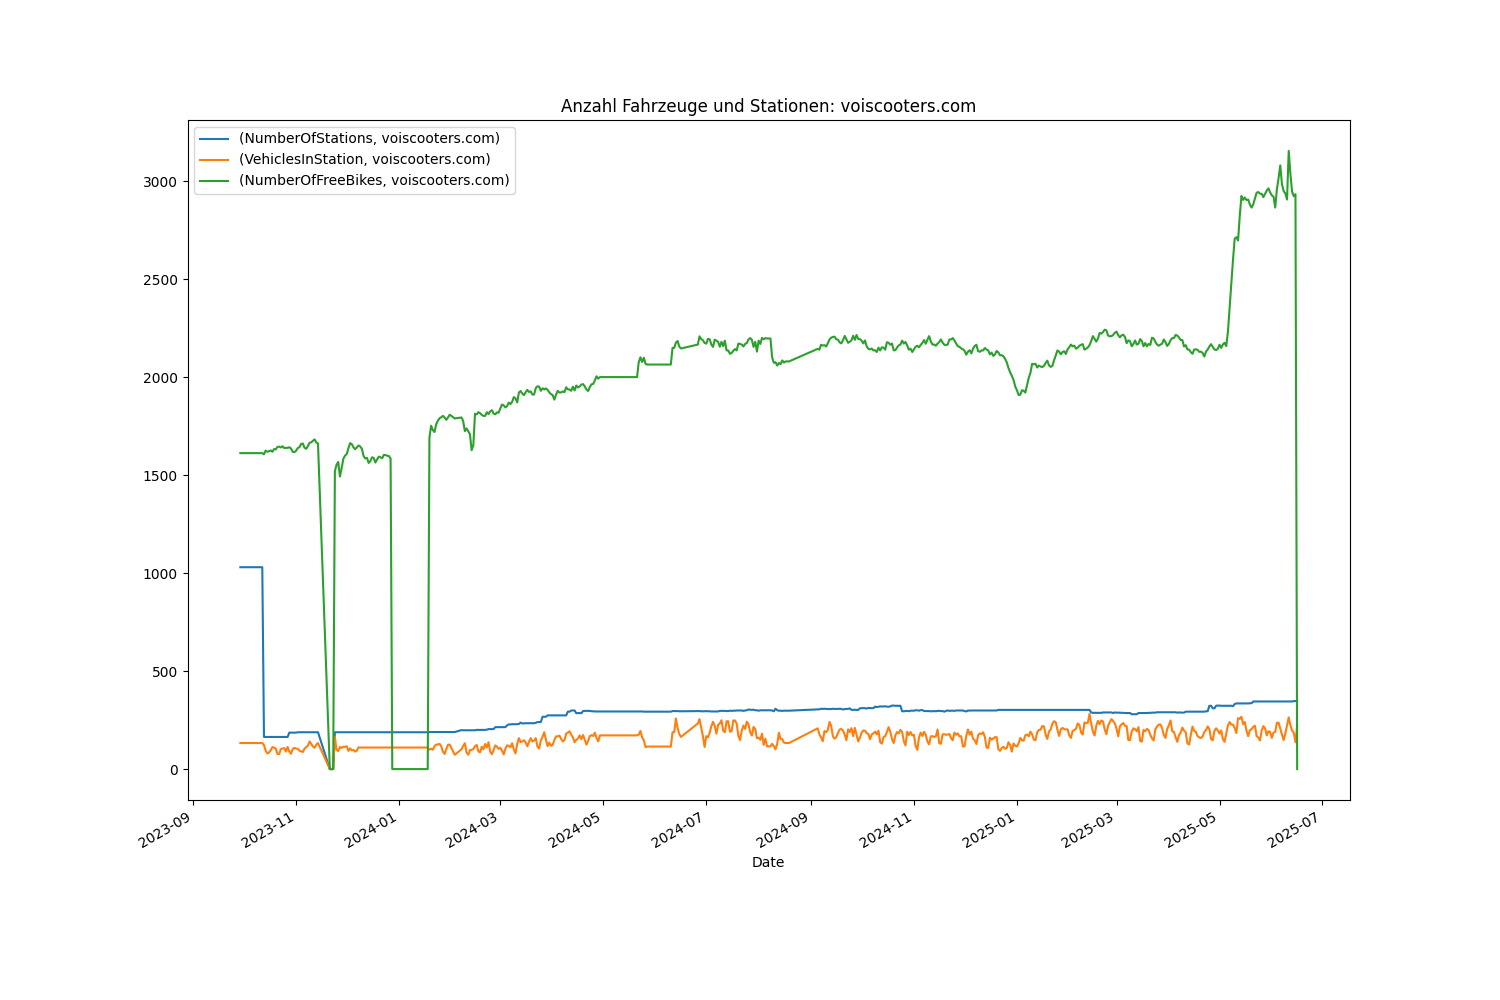 Anzahl Fahrzeuge und Stationen: voiscooters.com
(NumberOfStations, voiscooters.com)
(VehiclesInStation, voiscooters.com)
(NumberOfFreeBikes, voiscooters.com)
3000
2500
2000
1500
1000
500
0
2023-09 2023-11 2024-01 2024-03 2024-05 2024-07 2024-09 2024-11 2025-01 2025-03 2025-05 2025-07
Date